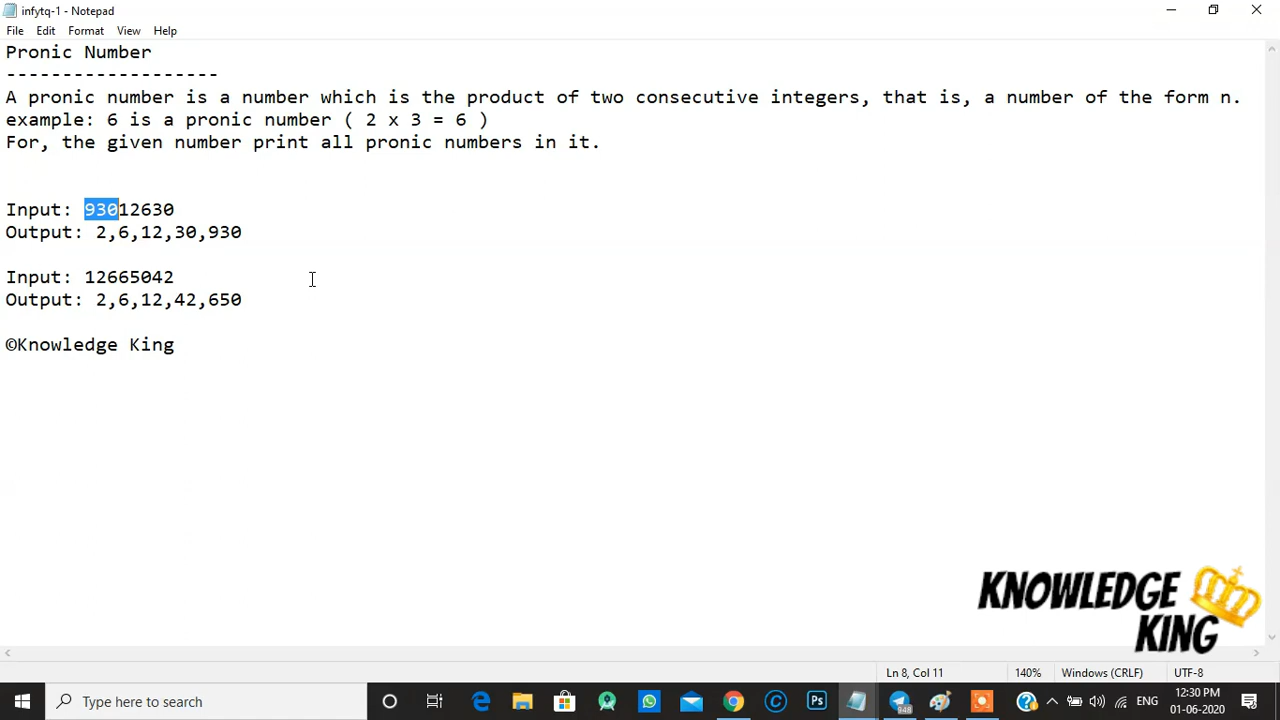 infytq-1 - Notepad
File Edit Format View Help
Pronic Number
-------------------
A pronic number is a number which is the product of two consecutive integers, that is, a number of the form n.
example: 6 is a pronic number ( 2 x 3 = 6 )
For, the given number print all pronic numbers in it.
Input: 93012630
Output: 2,6,12,30,930
Input: 12665042
Output: 2,6,12,42,650
©Knowledge King
KNOWLEDGE
KING
Ln 8, Col 11 140% Windows (CRLF) UTF-8
Type here to search
948
Ps
ENG
12:30 PM
01-06-2020